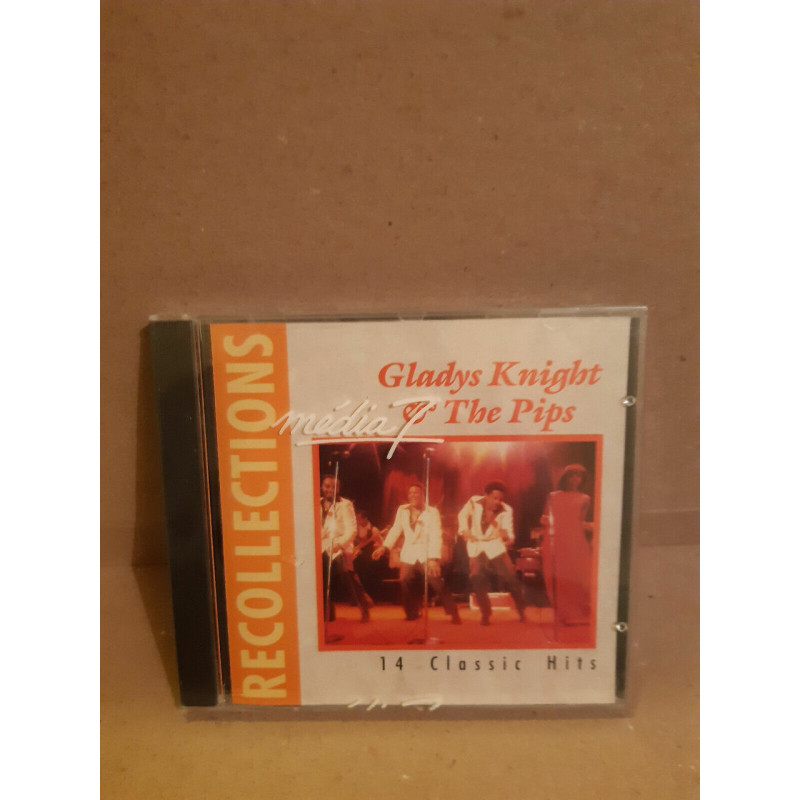 RECOLLECTIONS
Gladys Knight
& The Pips
média 7
14 Classic Hits